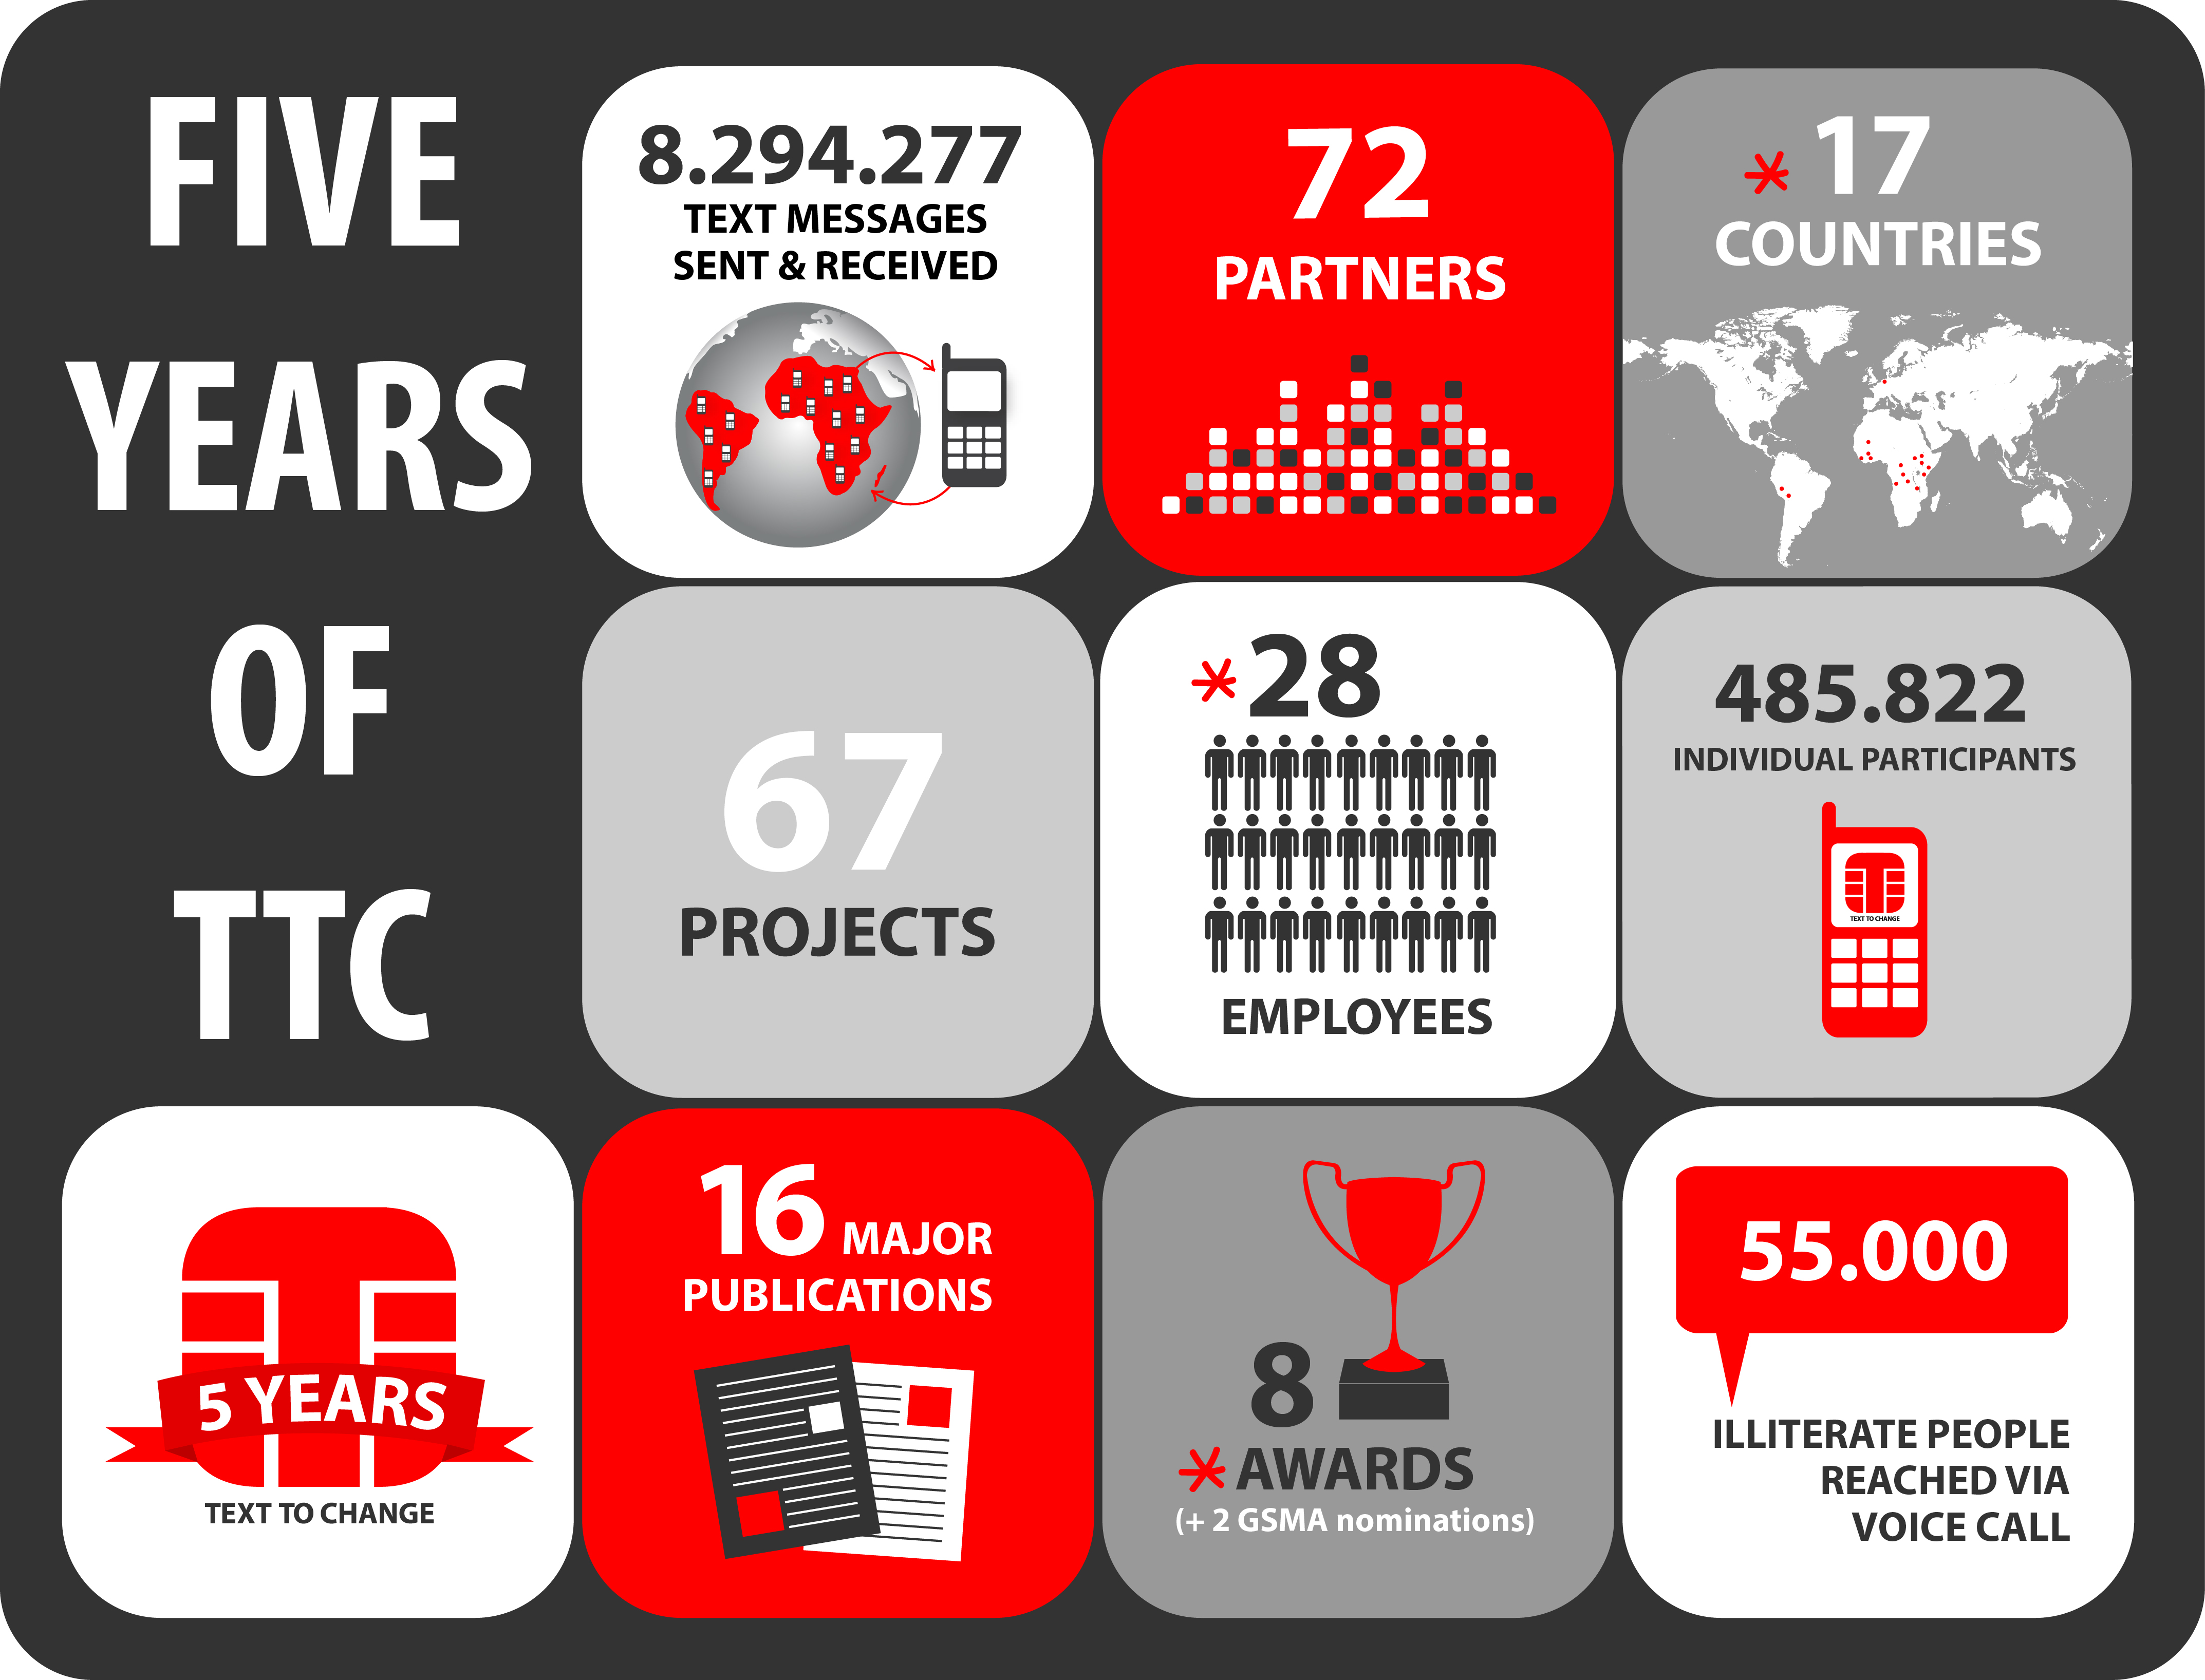 FIVE
YEARS
OF
TTC
8.294.277
TEXT MESSAGES
SENT & RECEIVED
72
PARTNERS
* 17
COUNTRIES
67
PROJECTS
*28
EMPLOYEES
485.822
INDIVIDUAL PARTICIPANTS
TEXT TO CHANGE
5 YEARS
TEXT TO CHANGE
16 MAJOR
PUBLICATIONS
8
* AWARDS
(+ 2 GSMA nominations)
55.000
ILLITERATE PEOPLE
REACHED VIA
VOICE CALL